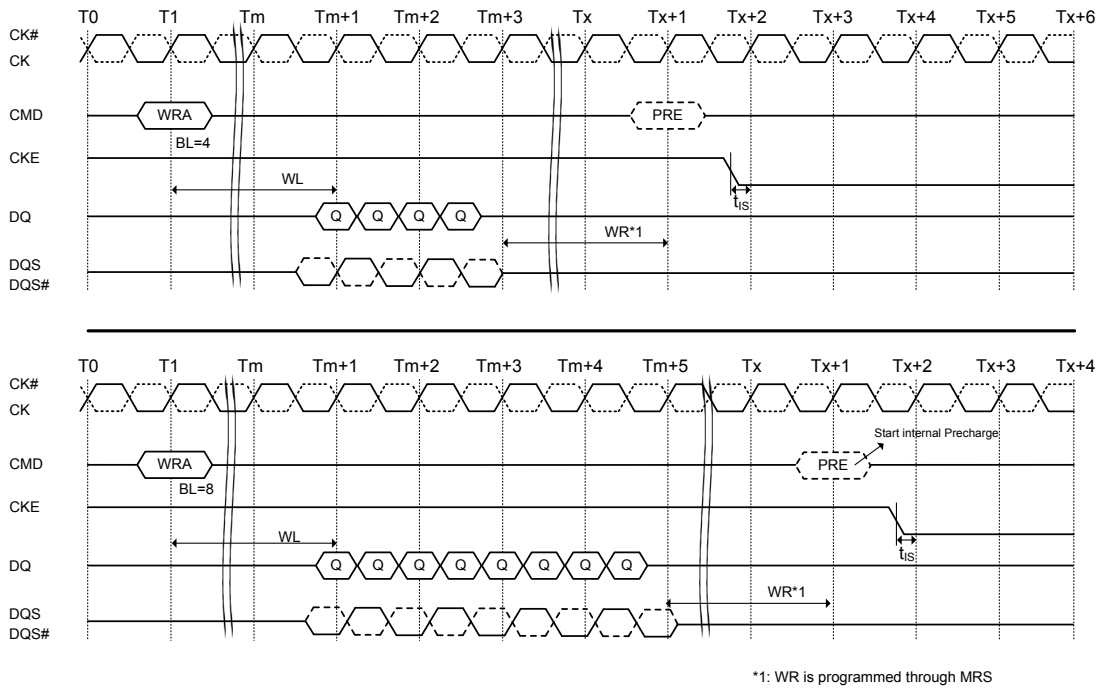 T0 T1 Tm Tm+1 Tm+2 Tm+3 Tx Tx+1 Tx+2 Tx+3 Tx+4 Tx+5 Tx+6
CK#
CK
CMD WRA PRE
BL=4
CKE
WL tIS
DQ Q Q Q Q
WR*1
DQS
DQS#
T0 T1 Tm Tm+1 Tm+2 Tm+3 Tm+4 Tm+5 Tx Tx+1 Tx+2 Tx+3 Tx+4
CK#
CK
Start internal Precharge
CMD WRA PRE
BL=8
CKE
WL tIS
DQ Q Q Q Q Q Q Q Q
WR*1
DQS
DQS#
*1: WR is programmed through MRS